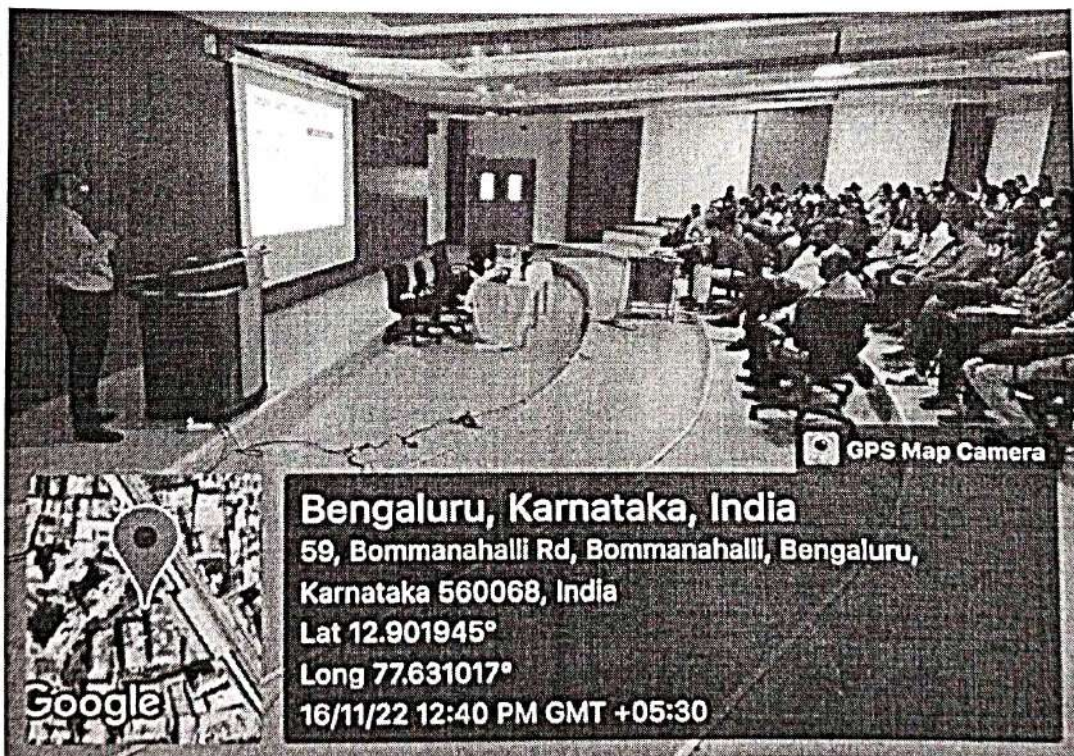 GPS Map Camera
Bengaluru, Karnataka, India
59, Bommanahalli Rd, Bommanahalli, Bengaluru,
Karnataka 560068, India
Lat 12.901945°
Long 77.631017°
16/11/22 12:40 PM GMT +05:30
Google